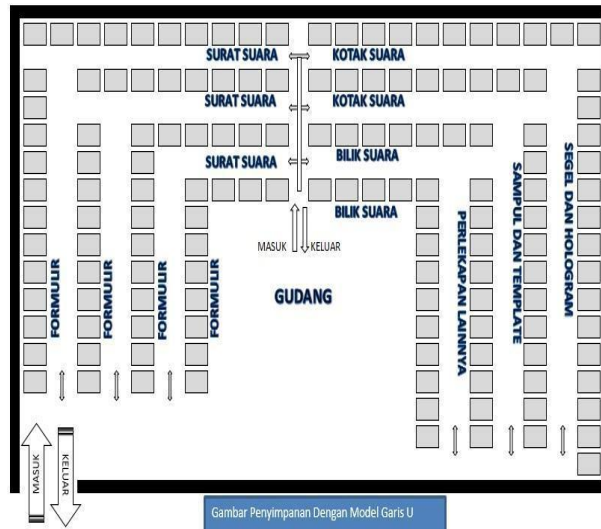 SURAT SUARA
KOTAK SUARA
SURAT SUARA
KOTAK SUARA
SURAT SUARA
BILIK SUARA
BILIK SUARA
MASUK
KELUAR
GUDANG
FORMULIR
FORMULIR
FORMULIR
FORMULIR
PERLEKAPAN LAINNYA
SAMPUL DAN TEMPLATE
SEGEL DAN HOLOGRAM
MASUK
KELUAR
Gambar Penyimpanan Dengan Model Garis U